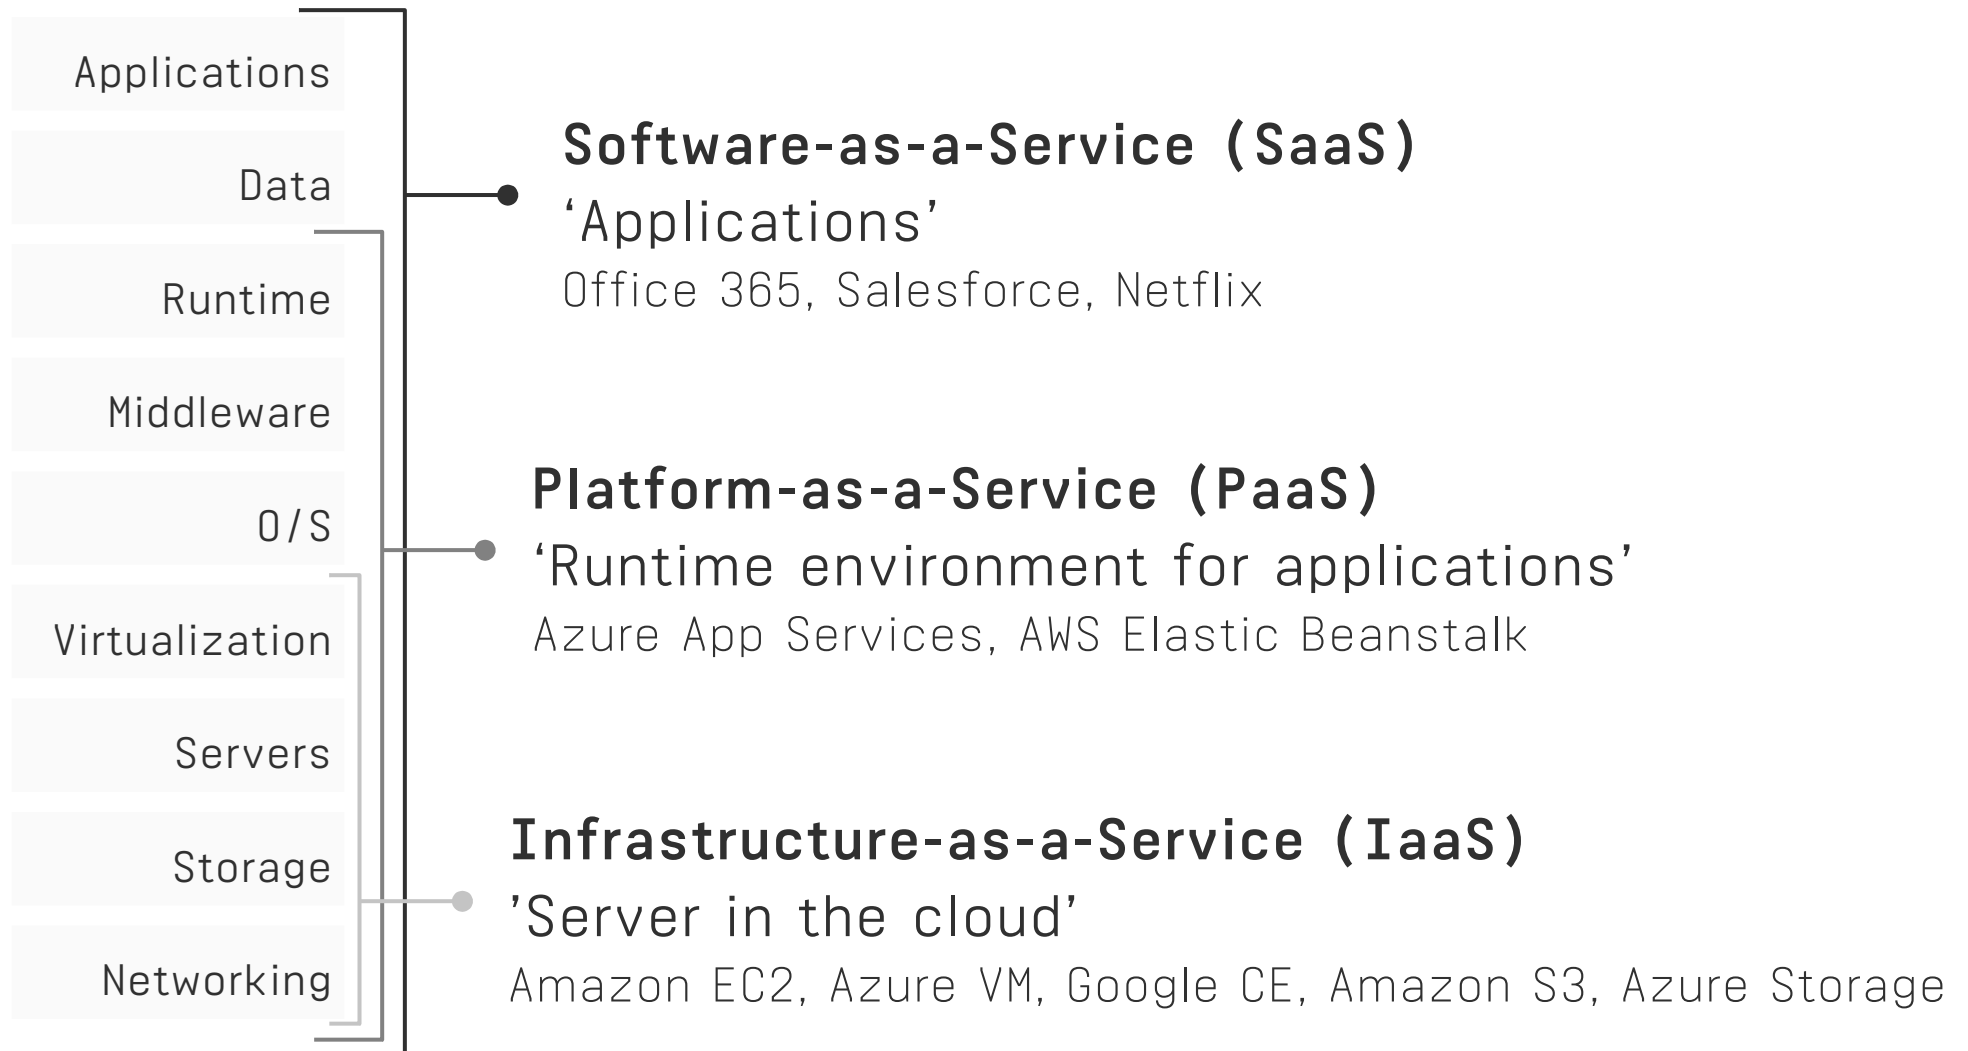 Applications
Data
Runtime
Middleware
O/S
Virtualization
Servers
Storage
Networking
Software-as-a-Service (SaaS)
‘Applications’
Office 365, Salesforce, Netflix
Platform-as-a-Service (PaaS)
‘Runtime environment for applications’
Azure App Services, AWS Elastic Beanstalk
Infrastructure-as-a-Service (IaaS)
’Server in the cloud’
Amazon EC2, Azure VM, Google CE, Amazon S3, Azure Storage